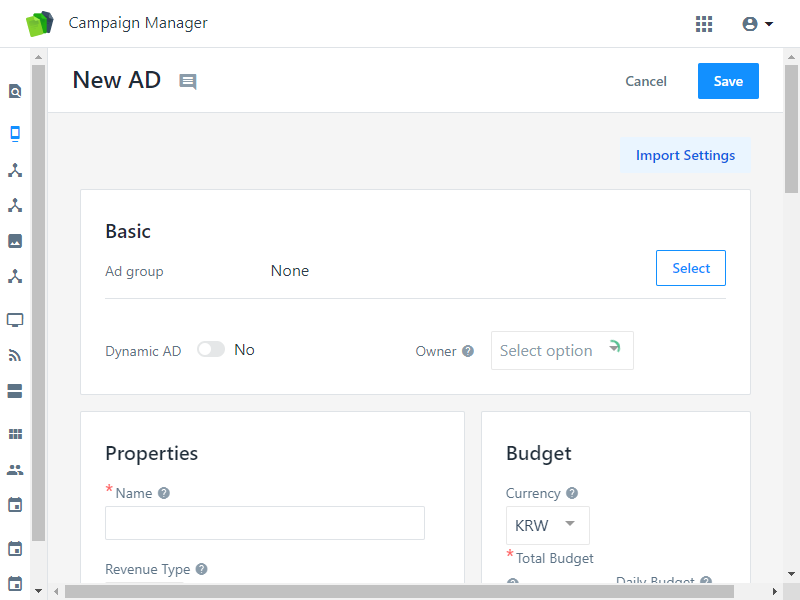 Campaign Manager
New AD
Cancel
Save
Import Settings
Basic
Ad group
None
Select
Dynamic AD
No
Owner
Select option
Properties
Budget
* Name
Currency
KRW
* Total Budget
Revenue Type
Daily Budget